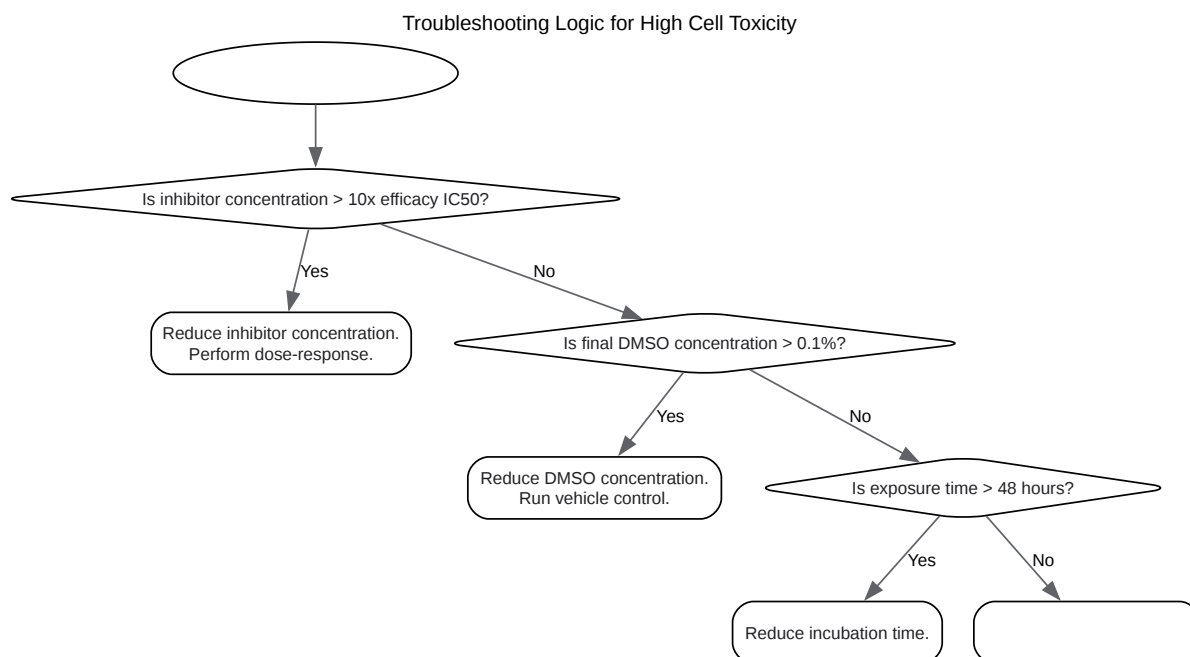 Troubleshooting Logic for High Cell Toxicity
Is inhibitor concentration > 10x efficacy IC50?
Yes
No
Reduce inhibitor concentration.
Perform dose-response.
Is final DMSO concentration > 0.1%?
Yes
No
Reduce DMSO concentration.
Run vehicle control.
Is exposure time > 48 hours?
Yes
No
Reduce incubation time.